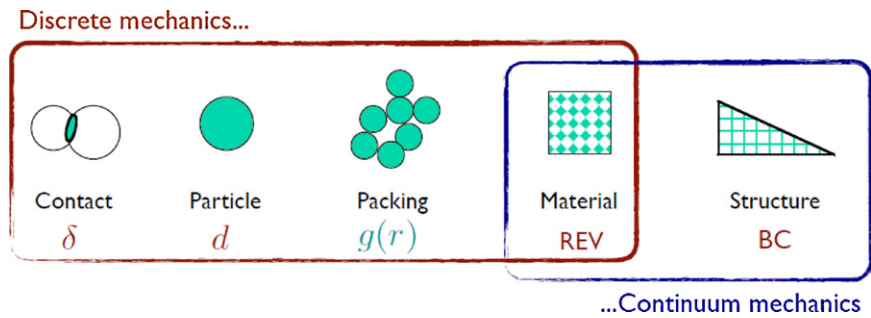 Discrete mechanics...
Contact Particle Packing Material Structure
δ d g(r) REV BC
...Continuum mechanics